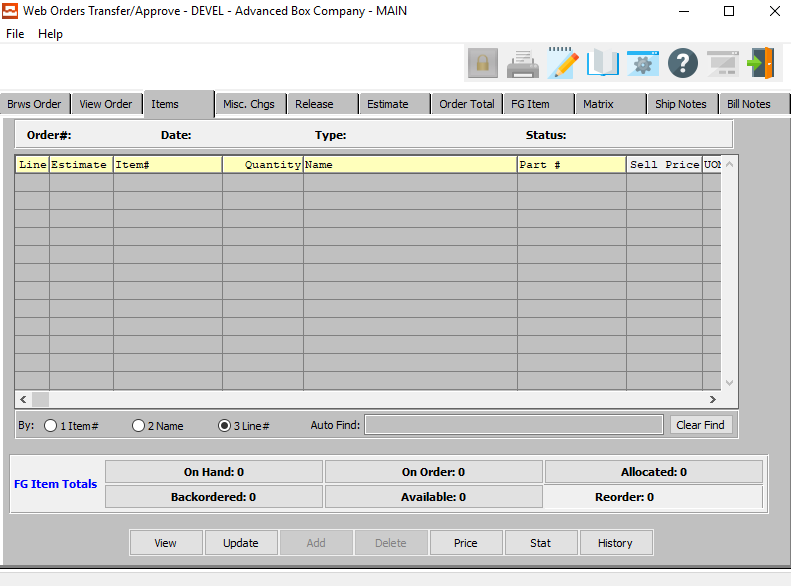 Web Orders Transfer/Approve - DEVEL - Advanced Box Company - MAIN
File Help
Brws Order View Order Items Misc. Chgs Release Estimate Order Total FG Item Matrix Ship Notes Bill Notes
Order#: Date: Type: Status:
Line Estimate Item# Quantity Name Part # Sell Price UOM
By: 1 Item# 2 Name 3 Line# Auto Find: Clear Find
FG Item Totals
On Hand: 0 On Order: 0 Allocated: 0
Backordered: 0 Available: 0 Reorder: 0
View Update Add Delete Price Stat History